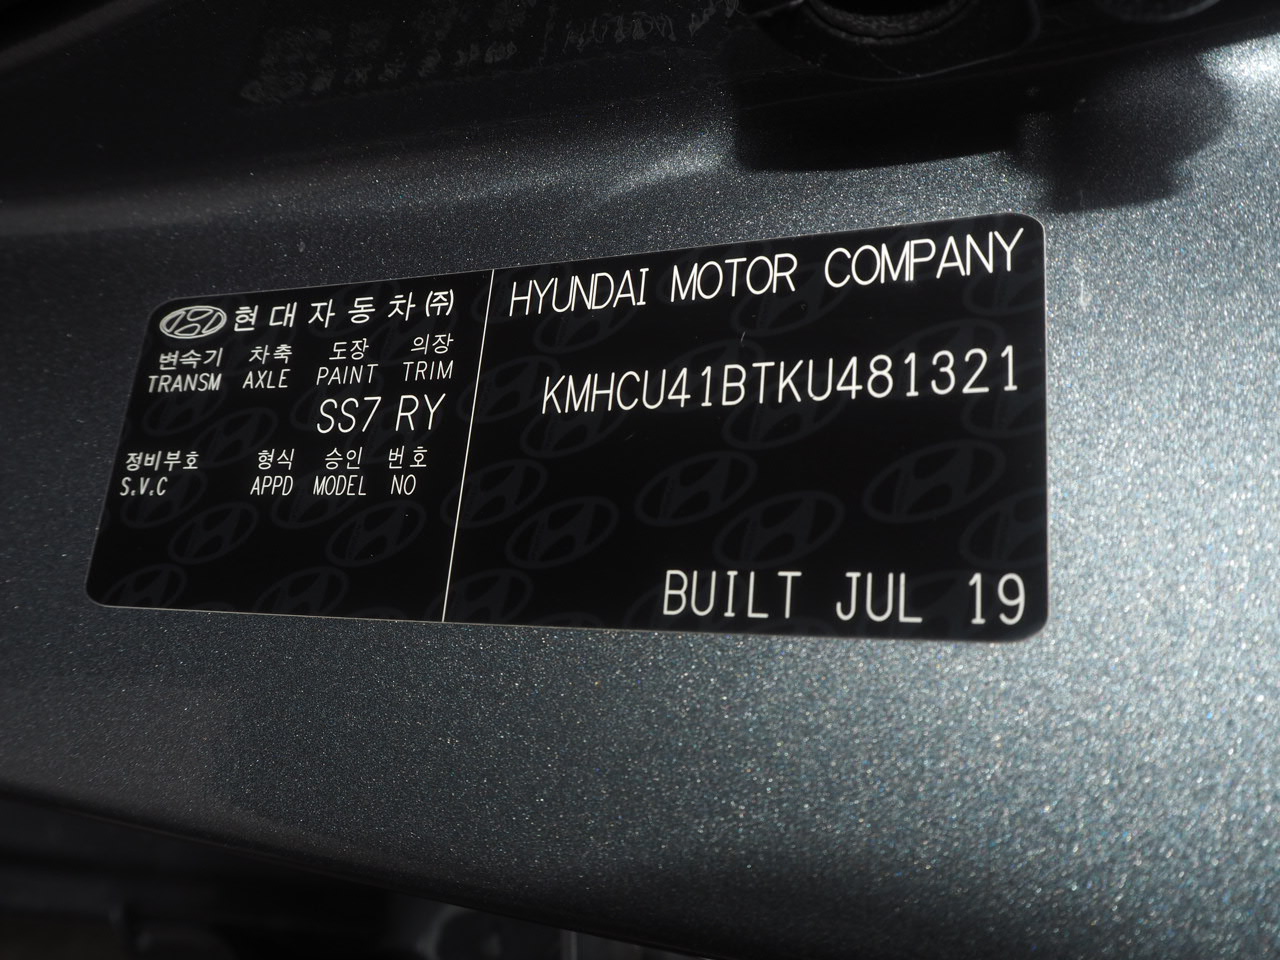 현대자동차(주)
변속기 차축 도장 의장
TRANSM AXLE PAINT TRIM
SS7 RY
정비부호 형식 승인 번호
S.V.C APPD MODEL NO
HYUNDAI MOTOR COMPANY
KMHCU41BTKU481321
BUILT JUL 19